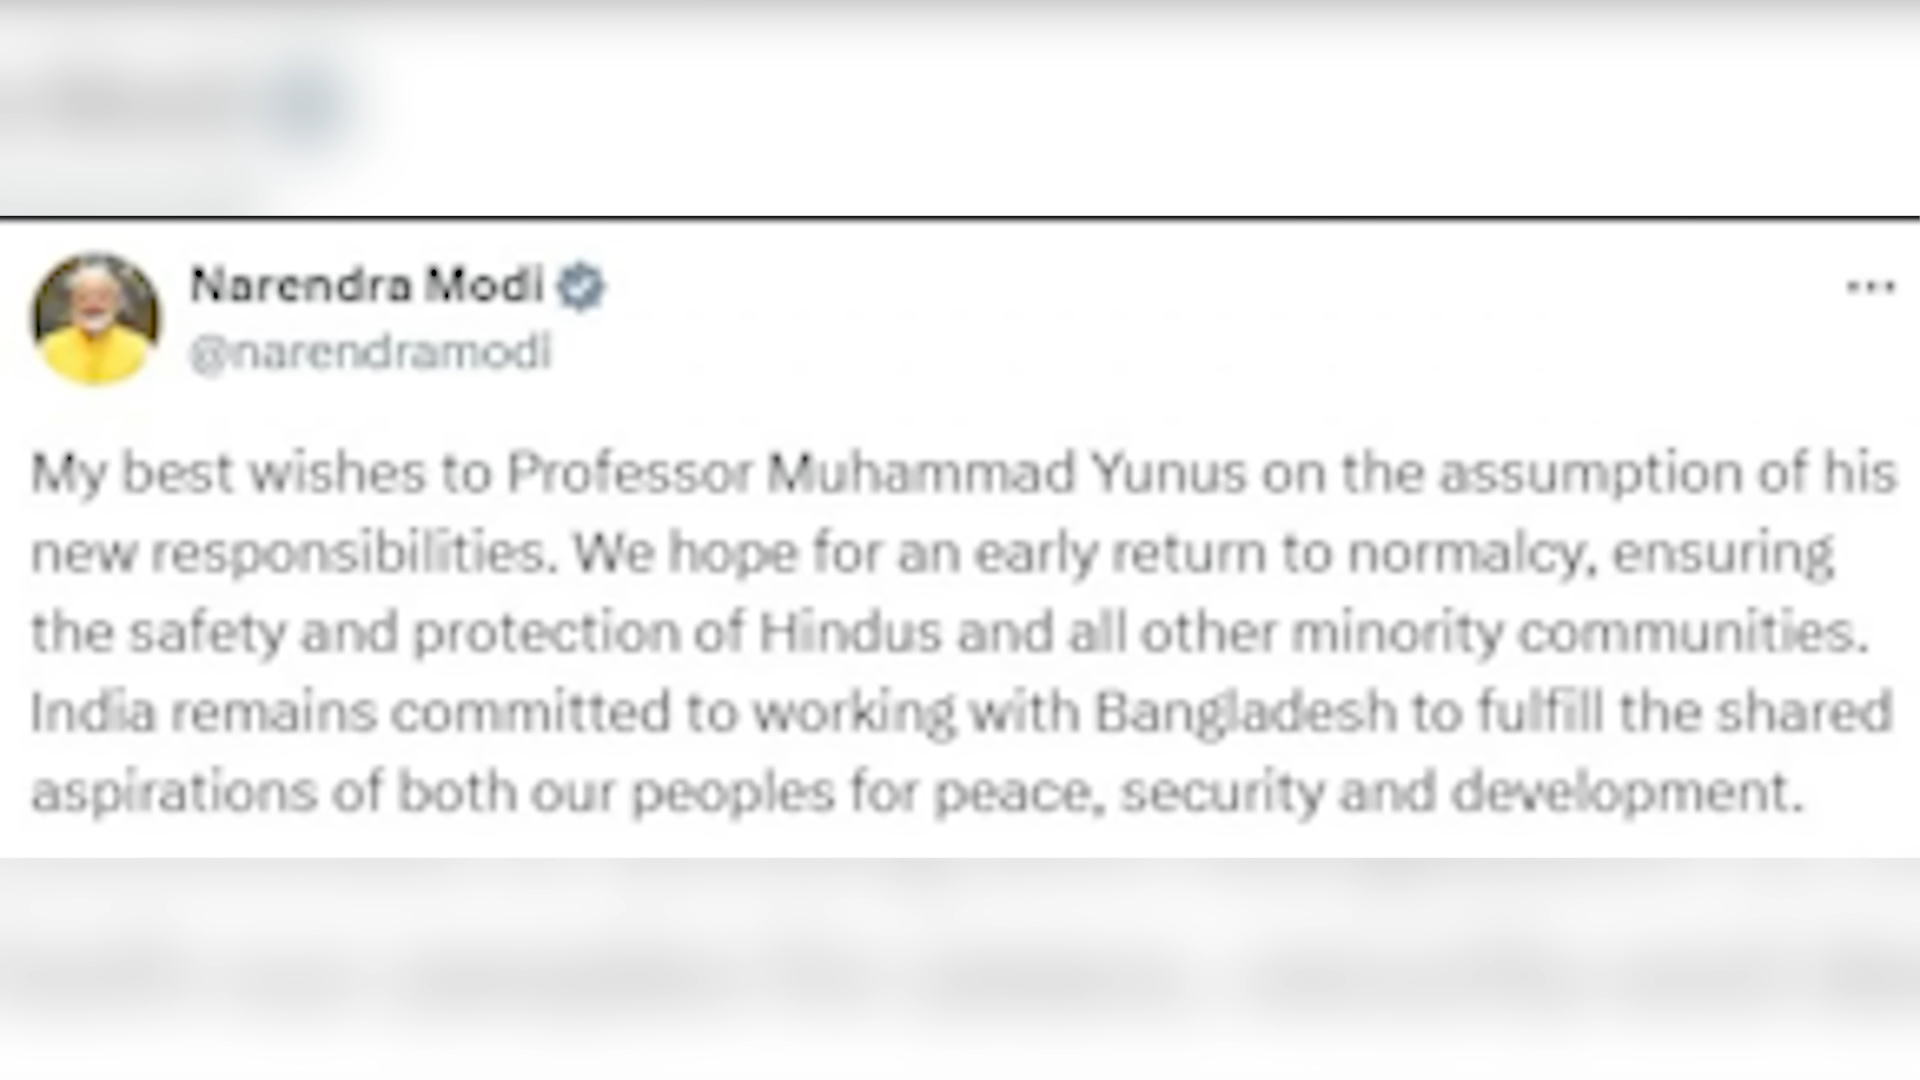 Narendra Modi
@narendramodi
My best wishes to Professor Muhammad Yunus on the assumption of his
new responsibilities. We hope for an early return to normalcy, ensuring
the safety and protection of Hindus and all other minority communities.
India remains committed to working with Bangladesh to fulfill the shared
aspirations of both our peoples for peace, security and development.